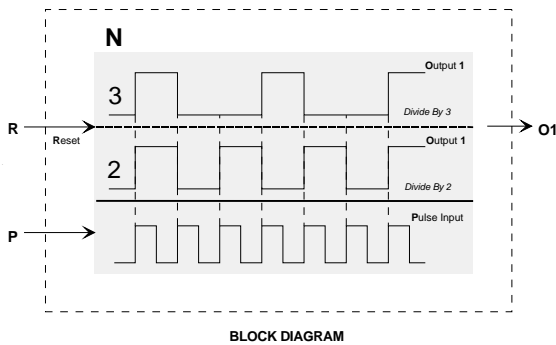 N
Output 1
3
Divide By 3
R
Reset
O1
Output 1
2
Divide By 2
Pulse Input
P
BLOCK DIAGRAM